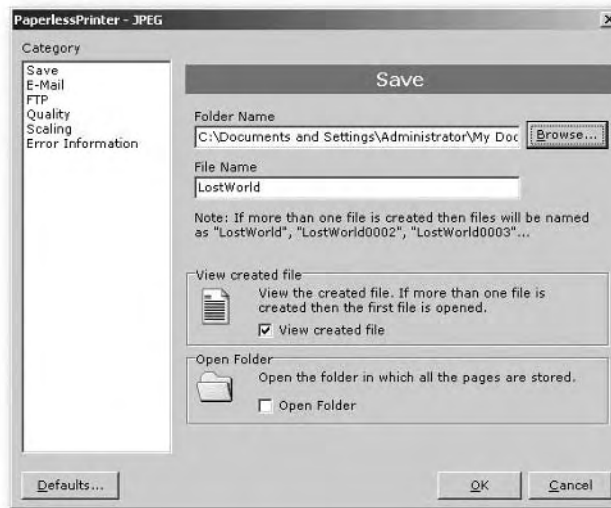 PaperlessPrinter - JPEG
Category
Save
E-Mail
FTP
Quality
Scaling
Error Information
Save
Folder Name
C:\Documents and Settings\Administrator\My Doc
Browse...
File Name
LostWorld
Note: If more than one file is created then files will be named
as "LostWorld", "LostWorld0002", "LostWorld0003"...
View created file
View the created file. If more than one file is
created then the first file is opened.
View created file
Open Folder
Open the folder in which all the pages are stored.
Open Folder
Defaults...
OK
Cancel